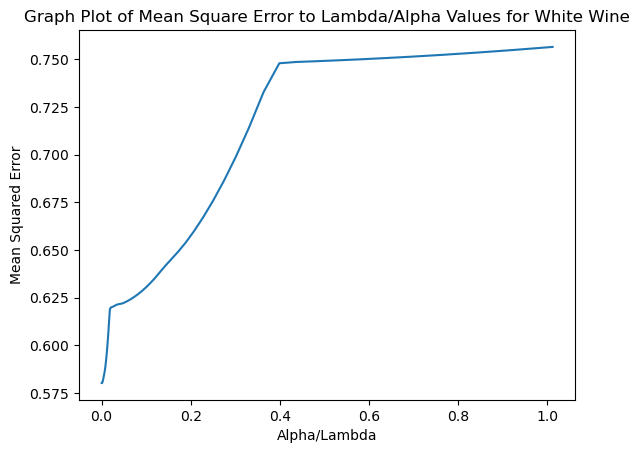 Graph Plot of Mean Square Error to Lambda/Alpha Values for White Wine
0.750
0.725
0.700
0.675
0.650
0.625
0.600
0.575
Mean Squared Error
0.0 0.2 0.4 0.6 0.8 1.0
Alpha/Lambda